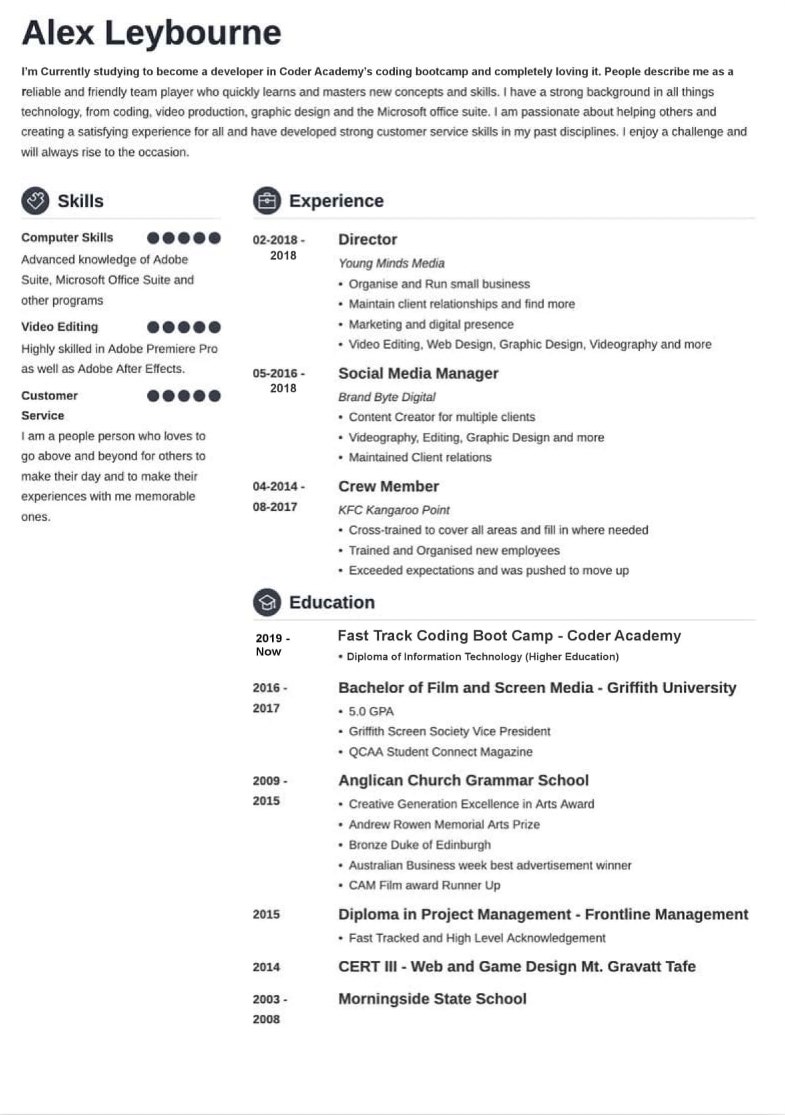 Alex Leybourne
I'm Currently studying to become a developer in Coder Academy's coding bootcamp and completely loving it. People describe me as a
reliable and friendly team player who quickly learns and masters new concepts and skills. I have a strong background in all things
technology, from coding, video production, graphic design and the Microsoft office suite. I am passionate about helping others and
creating a satisfying experience for all and have developed strong customer service skills in my past disciplines. I enjoy a challenge and
will always rise to the occasion.
Skills
Computer Skills
Advanced knowledge of Adobe
Suite, Microsoft Office Suite and
other programs
Video Editing
Highly skilled in Adobe Premiere Pro
as well as Adobe After Effects.
Customer
Service
I am a people person who loves to
go above and beyond for others to
make their day and to make their
experiences with me memorable
ones.
Experience
02-2018 - Director
2018
Young Minds Media
• Organise and Run small business
• Maintain client relationships and find more
• Marketing and digital presence
• Video Editing, Web Design, Graphic Design, Videography and more
05-2016 - Social Media Manager
2018
Brand Byte Digital
• Content Creator for multiple clients
• Videography, Editing, Graphic Design and more
• Maintained Client relations
04-2014 - Crew Member
08-2017 KFC Kangaroo Point
• Cross-trained to cover all areas and fill in where needed
• Trained and Organised new employees
• Exceeded expectations and was pushed to move up
Education
2019 - Fast Track Coding Boot Camp - Coder Academy
Now • Diploma of Information Technology (Higher Education)
2016 - Bachelor of Film and Screen Media - Griffith University
2017 • 5.0 GPA
• Griffith Screen Society Vice President
• QCAA Student Connect Magazine
2009 - Anglican Church Grammar School
2015 • Creative Generation Excellence in Arts Award
• Andrew Rowen Memorial Arts Prize
• Bronze Duke of Edinburgh
• Australian Business week best advertisement winner
• CAM Film award Runner Up
2015 Diploma in Project Management - Frontline Management
• Fast Tracked and High Level Acknowledgement
2014 CERT III - Web and Game Design Mt. Gravatt Tafe
2003 - Morningside State School
2008